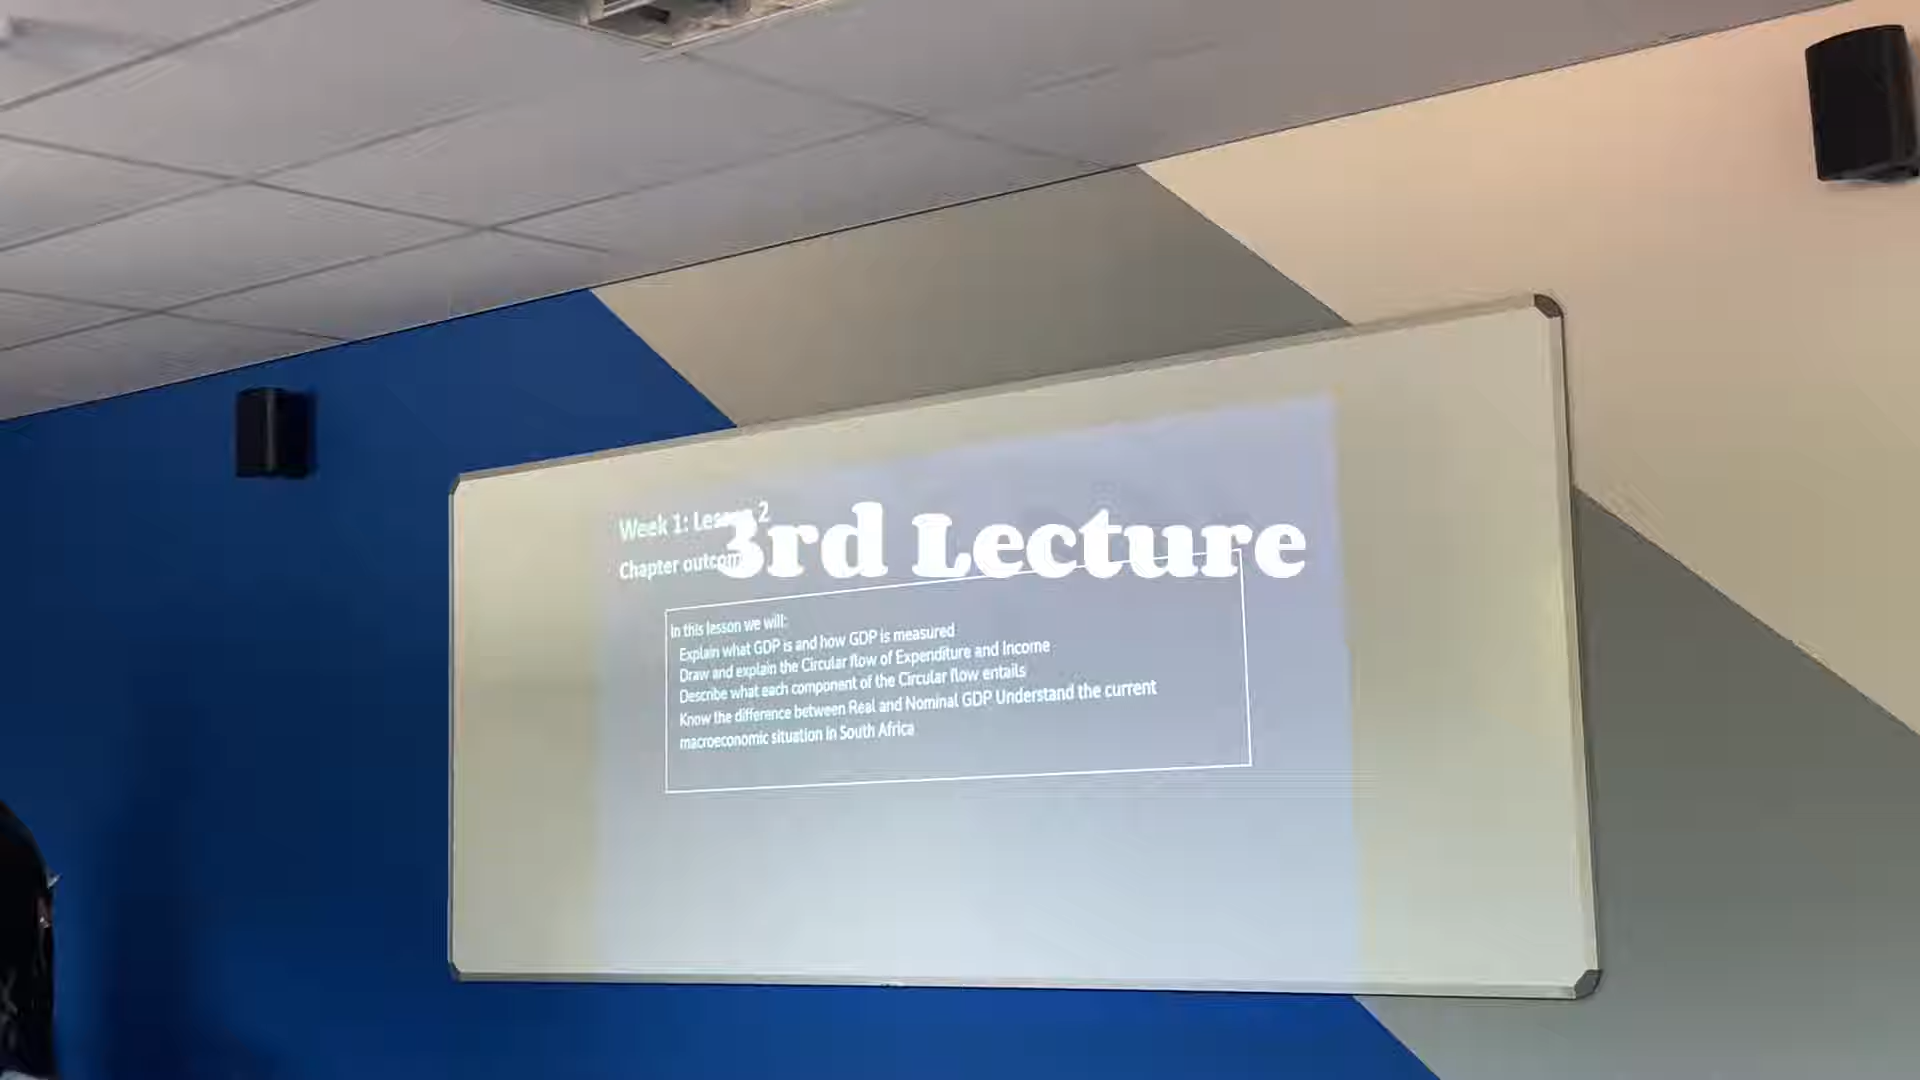 Week 1: Lesson 2
3rd Lecture
Chapter outcom
In this lesson we will:
Explain what GDP is and how GDP is measured
Draw and explain the Circular flow of Expenditure and Income
Describe what each component of the Circular flow entails
Know the difference between Real and Nominal GDP Understand the current
macroeconomic situation in South Africa